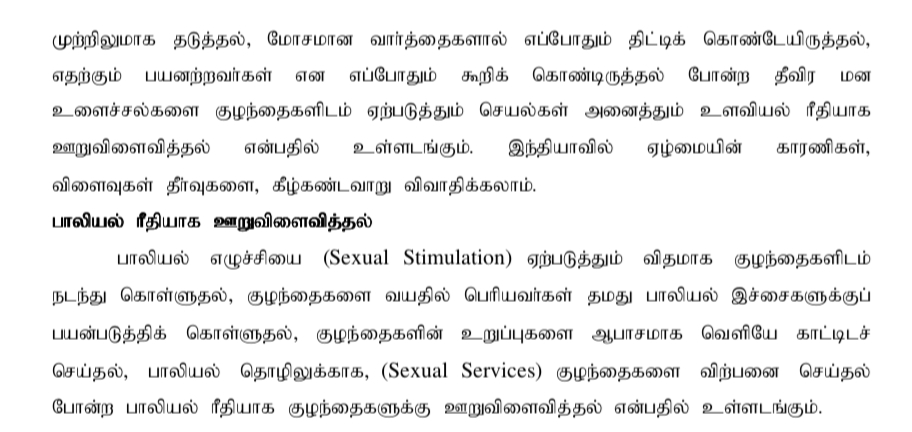 முற்றிலுமாக தடுத்தல், மோசமான வார்த்தைகளால் எப்போதும் திட்டிக் கொண்டேயிருத்தல்,
எதற்கும் பயனற்றவர்கள் என எப்போதும் கூறிக் கொண்டிருத்தல் போன்ற தீவிர மன
உளைச்சல்களை குழந்தைகளிடம் ஏற்படுத்தும் செயல்கள் அனைத்தும் உளவியல் ரீதியாக
ஊறுவிளைவித்தல் என்பதில் உள்ளடங்கும். இந்தியாவில் ஏழ்மையின் காரணிகள்,
விளைவுகள் தீர்வுகளை, கீழ்கண்டவாறு விவாதிக்கலாம்.
பாலியல் ரீதியாக ஊறுவிளைவித்தல்
பாலியல் எழுச்சியை (Sexual Stimulation) ஏற்படுத்தும் விதமாக குழந்தைகளிடம்
நடந்து கொள்ளுதல், குழந்தைகளை வயதில் பெரியவர்கள் தமது பாலியல் இச்சைகளுக்குப்
பயன்படுத்திக் கொள்ளுதல், குழந்தைகளின் உறுப்புகளை ஆபாசமாக வெளியே காட்டிடச்
செய்தல், பாலியல் தொழிலுக்காக, (Sexual Services) குழந்தைகளை விற்பனை செய்தல்
போன்ற பாலியல் ரீதியாக குழந்தைகளுக்கு ஊறுவிளைவித்தல் என்பதில் உள்ளடங்கும்.